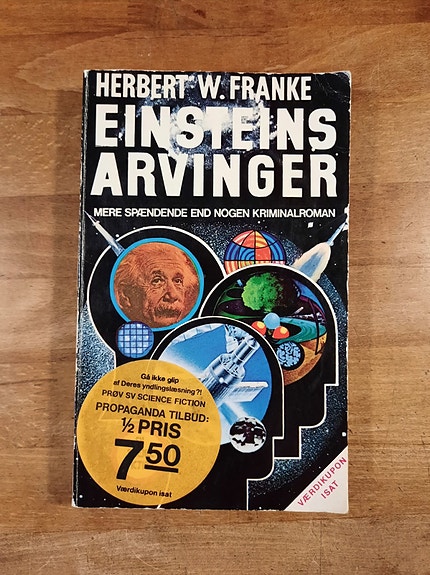 HERBERT W. FRANKE
EINSTEINS
ARVINGER
MERE SPÆNDENDE END NOGEN KRIMINALROMAN
Gå ikke glip
af Deres yndlingslæsning?!
PRØV SV SCIENCE FICTION
PROPAGANDA TILBUD:
½ PRIS
7 50
Værdikupon isat
VÆRDIKUPON
ISAT